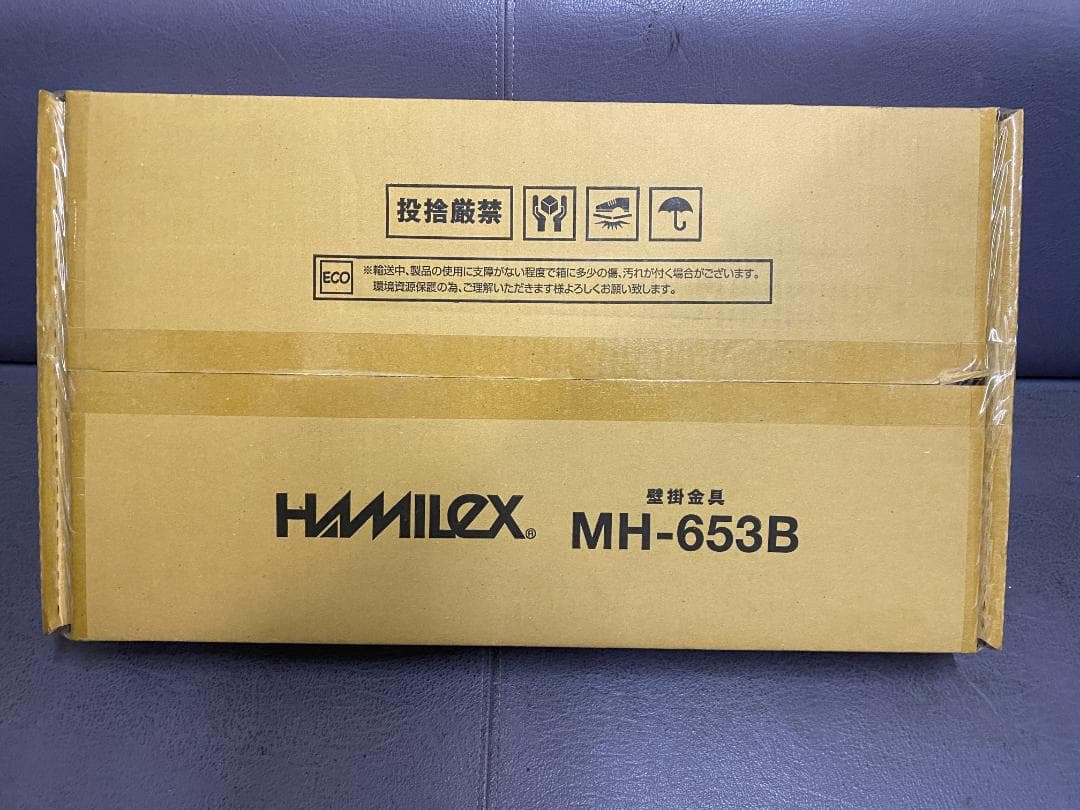 投捨厳禁
ECO
※輸送中、製品の使用に支障がない程度で箱に多少の傷、汚れが付く場合がございます。
環境資源保護の為、ご理解いただきます様よろしくお願い致します。
壁掛金具
HAMILeX® MH-653B